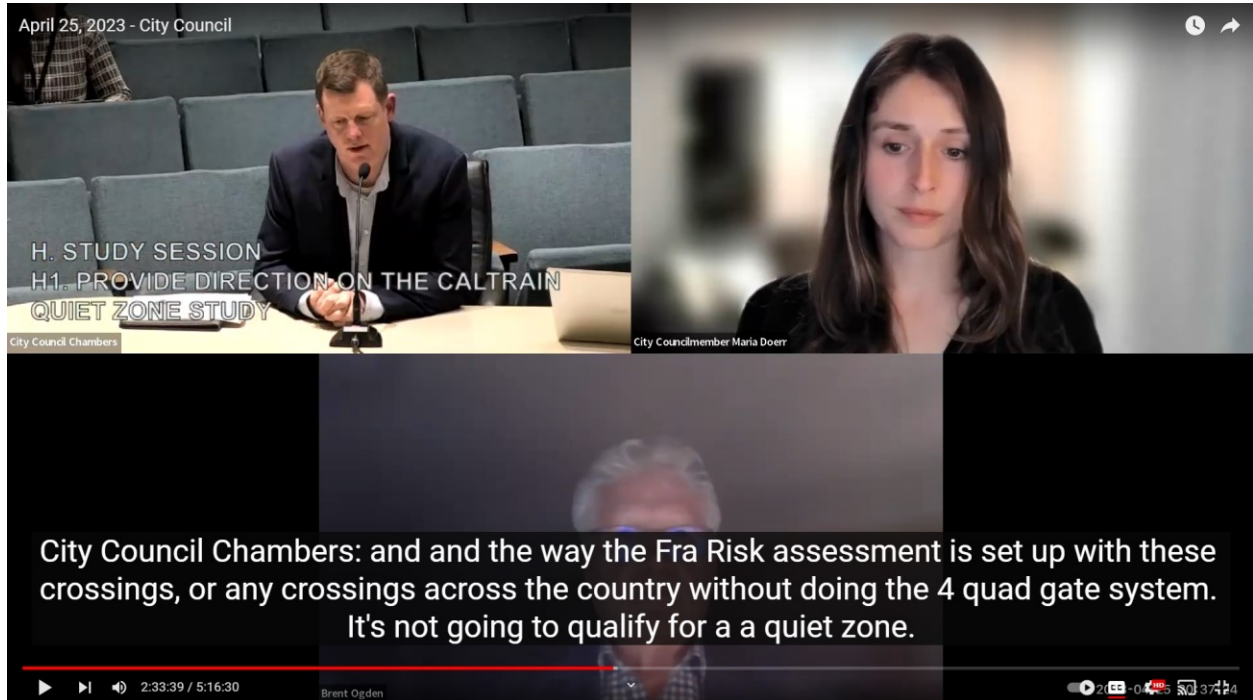 April 25, 2023 - City Council
H. STUDY SESSION
H1. PROVIDE DIRECTION ON THE CALTRAIN
QUIET ZONE STUDY
City Council Chambers
City Councilmember Maria Doerr
City Council Chambers: and and the way the Fra Risk assessment is set up with these
crossings, or any crossings across the country without doing the 4 quad gate system.
It's not going to qualify for a a quiet zone.
2:33:39 / 5:16:30
Brent Ogden
CC
HD